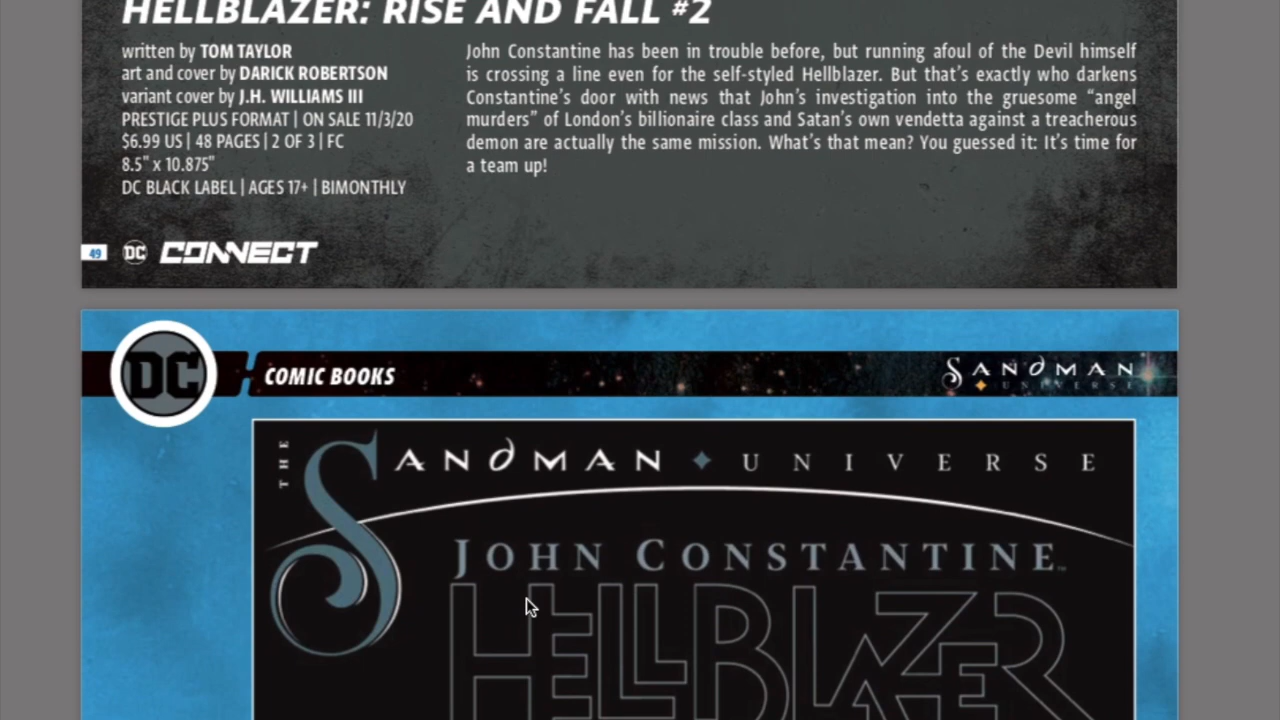 HELLBLAZER: RISE AND FALL #2
written by TOM TAYLOR
art and cover by DARICK ROBERTSON
variant cover by J.H. WILLIAMS III
PRESTIGE PLUS FORMAT | ON SALE 11/3/20
$6.99 US | 48 PAGES | 2 OF 3 | FC
8.5" x 10.875"
DC BLACK LABEL | AGES 17+ | BIMONTHLY
John Constantine has been in trouble before, but running afoul of the Devil himself
is crossing a line even for the self-styled Hellblazer. But that’s exactly who darkens
Constantine’s door with news that John’s investigation into the gruesome “angel
murders” of London’s billionaire class and Satan’s own vendetta against a treacherous
demon are actually the same mission. What’s that mean? You guessed it: It’s time for
a team up!
49 DC CONNECT
DC
COMIC BOOKS
SANDMAN
UNIVERSE
THE SANDMAN UNIVERSE
JOHN CONSTANTINE™
HELLBLAZER